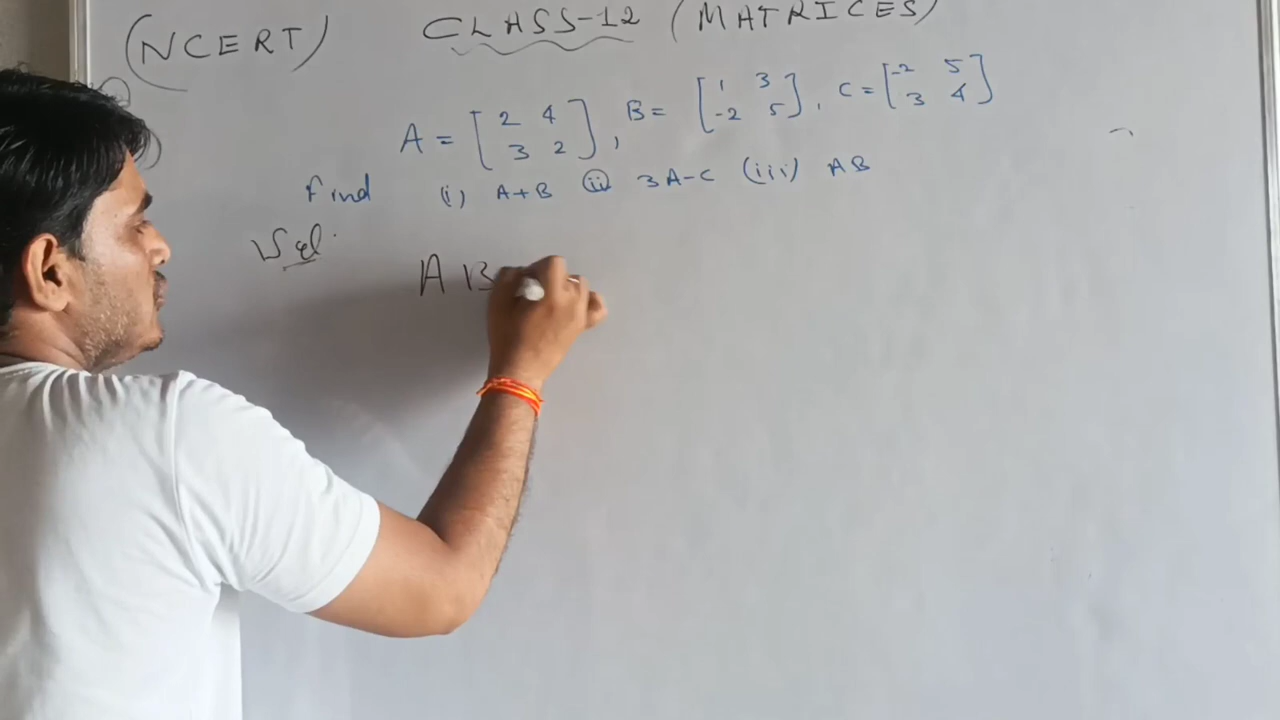 (NCERT) CLASS-12 (MATRICES)
A = [2 4 3 2], B = [1 3 -2 5], C = [-2 5 3 4]
Find (i) A+B (ii) 3A-C (iii) AB
Sol.
AB